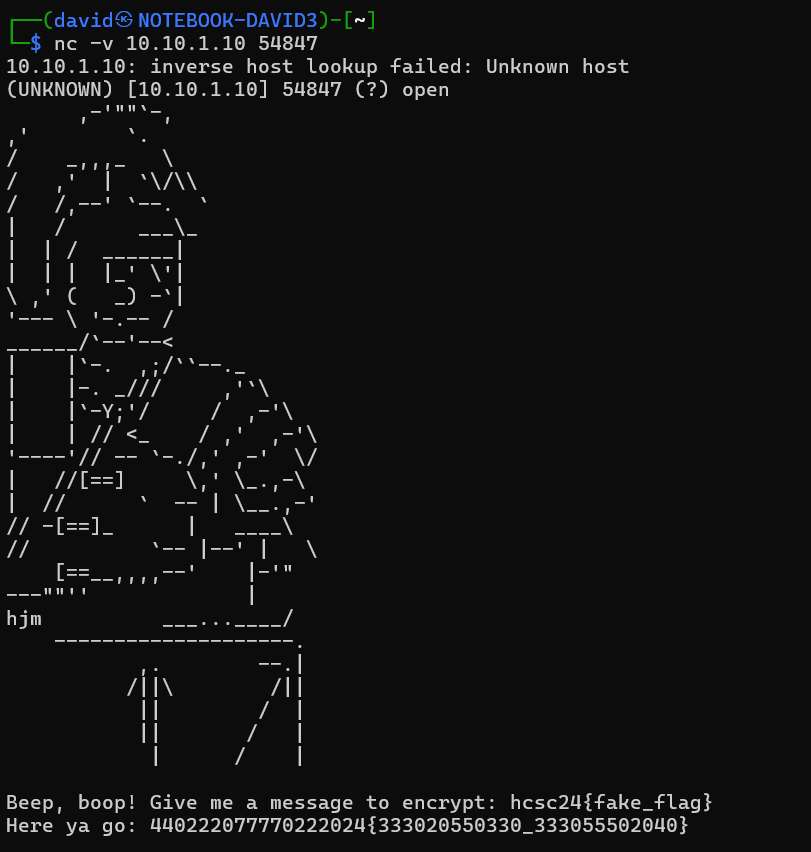 ┌──(david㉿NOTEBOOK-DAVID3)-[~]
└─$ nc -v 10.10.1.10 54847
10.10.1.10: inverse host lookup failed: Unknown host
(UNKNOWN) [10.10.1.10] 54847 (?) open
hjm
Beep, boop! Give me a message to encrypt: hcsc24{fake_flag}
Here ya go: 440222077770222024{333020550330_333055502040}